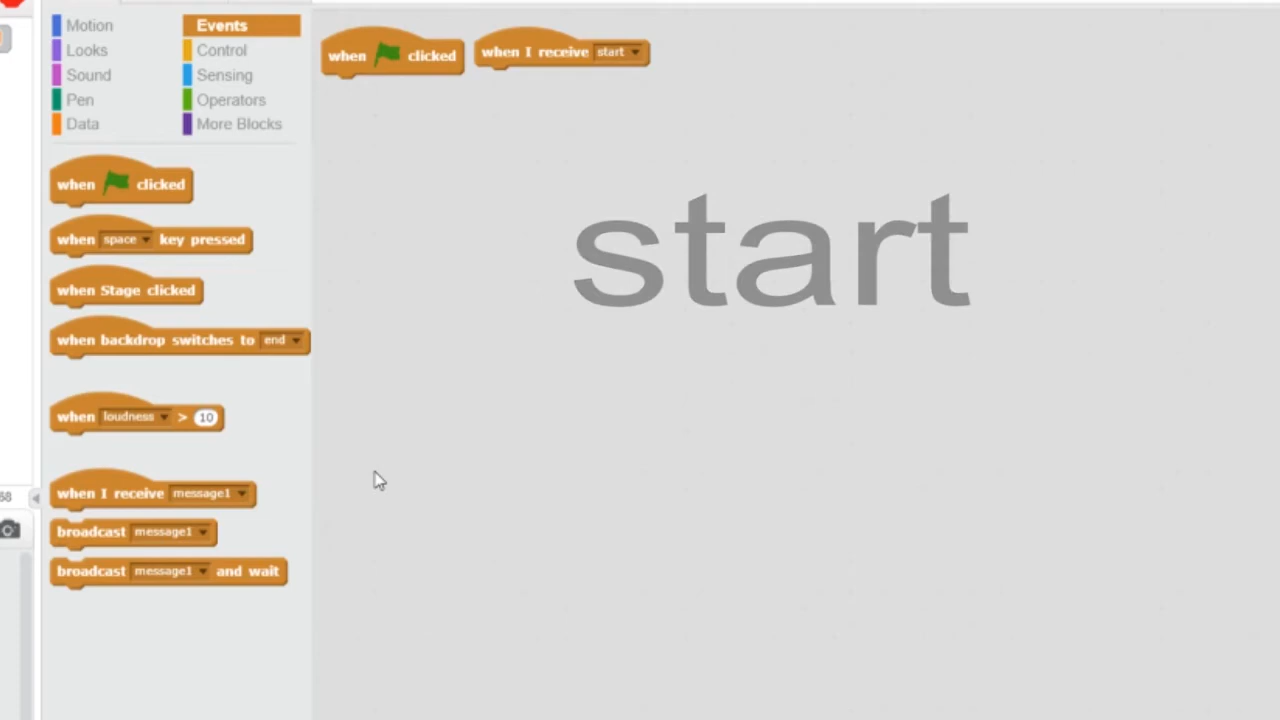 Motion
Events
Looks
Control
Sound
Sensing
Pen
Operators
Data
More Blocks
when clicked
when space key pressed
when Stage clicked
when backdrop switches to end
when loudness > 10
when I receive message1
broadcast message1
broadcast message1 and wait
when clicked
when I receive start
start